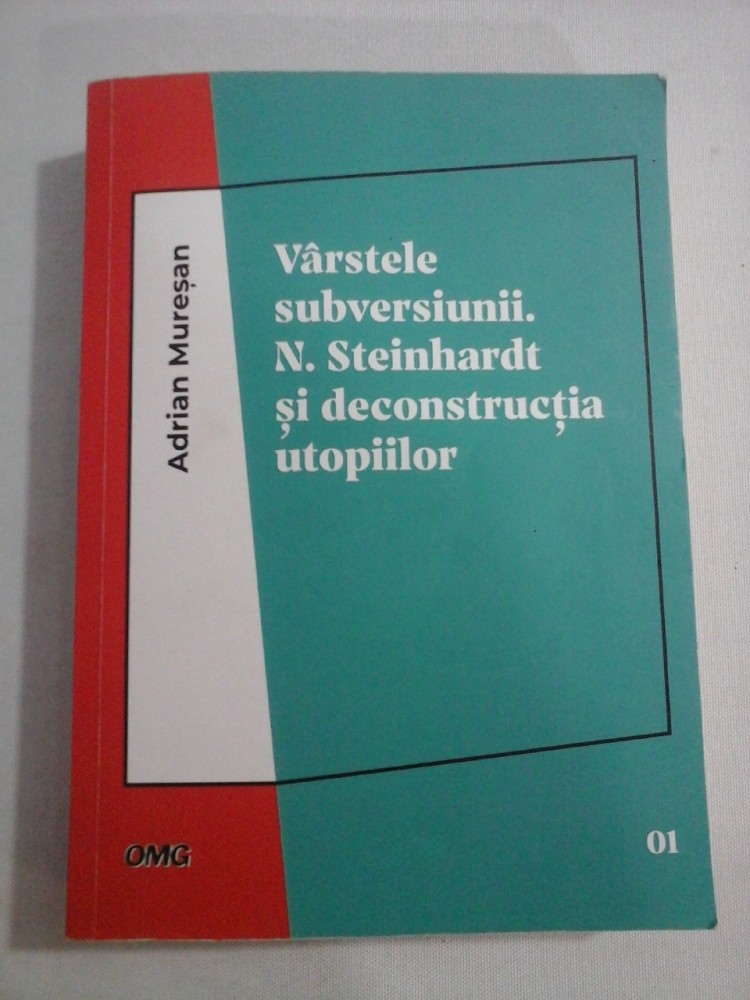 Adrian Mureșan
Vârstele
subversiunii.
N. Steinhardt
și deconstrucția
utopiilor
OMG
01